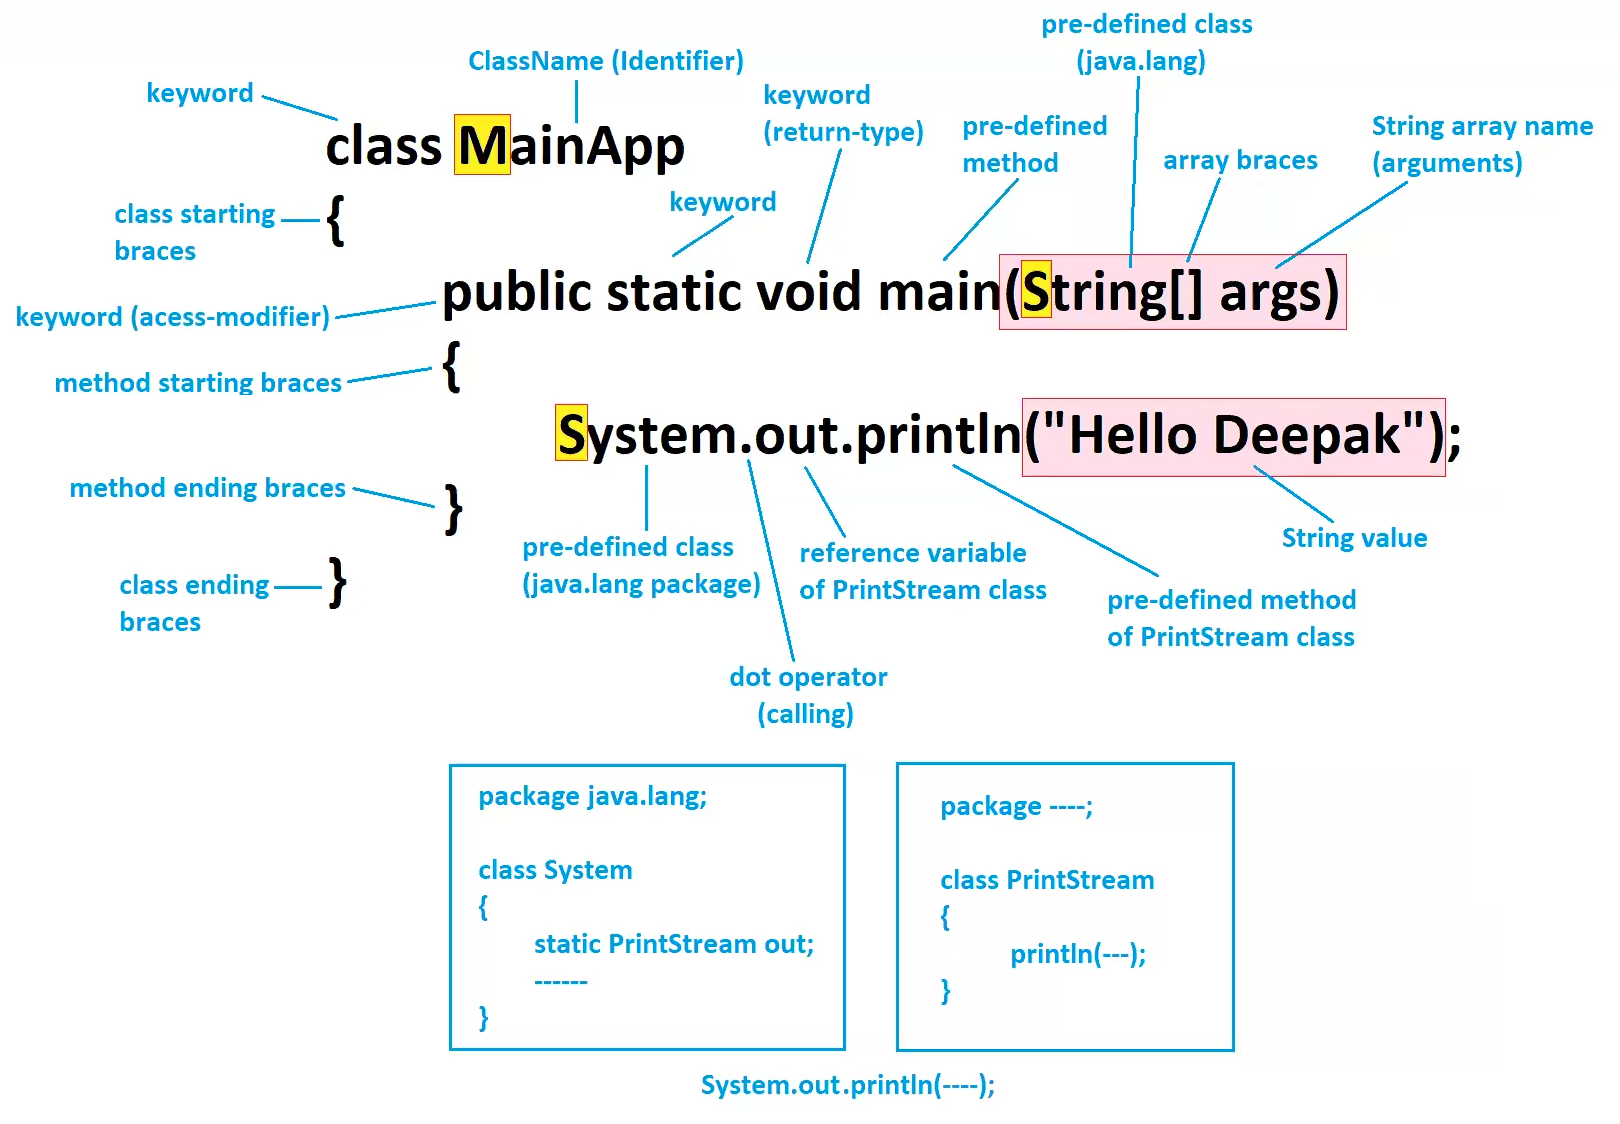 pre-defined class
(java.lang)
ClassName (Identifier)
keyword
keyword
(return-type)
pre-defined
method
String array name
(arguments)
array braces
class MainApp
keyword
class starting
braces
{
public static void main(String[] args)
keyword (acess-modifier)
{
method starting braces
System.out.println("Hello Deepak");
method ending braces
}
pre-defined class
(java.lang package)
reference variable
of PrintStream class
String value
class ending
braces
}
pre-defined method
of PrintStream class
dot operator
(calling)
package java.lang;
class System
{
static PrintStream out;
------
}
package ----;
class PrintStream
{
println(---);
}
System.out.println(----);